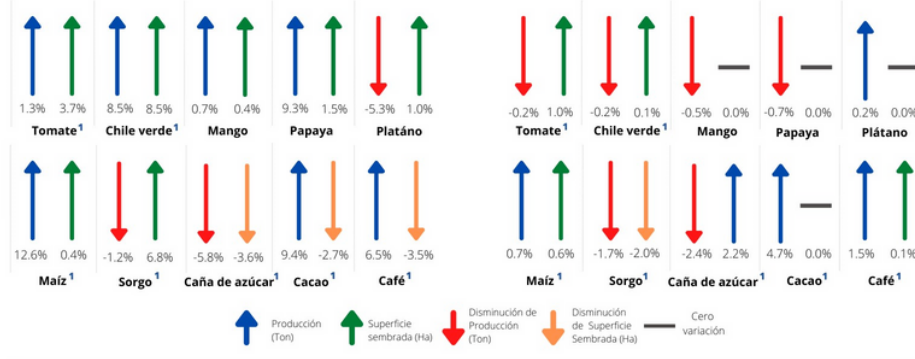 1.3% 3.7% 8.5% 8.5% 0.7% 0.4% 9.3% 1.5% -5.3% 1.0%
Tomate 1 Chile verde 1 Mango Papaya Platáno
-0.2% 1.0% -0.2% 0.1% -0.5% 0.0% -0.7% 0.0% 0.2% 0.0%
Tomate 1 Chile verde 1 Mango Papaya Plátano
12.6% 0.4% -1.2% 6.8% -5.8% -3.6% 9.4% -2.7% 6.5% -3.5%
Maíz 1 Sorgo 1 Caña de azúcar 1 Cacao 1 Café 1
0.7% 0.6% -1.7% -2.0% -2.4% 2.2% 4.7% 0.0% 1.5% 0.1%
Maíz 1 Sorgo 1 Caña de azúcar 1 Cacao 1 Café 1
Producción
(Ton)
Superficie
sembrada (Ha)
Disminución de
Producción
(Ton)
Disminución
de Superficie
Sembrada (Ha)
Cero
variación